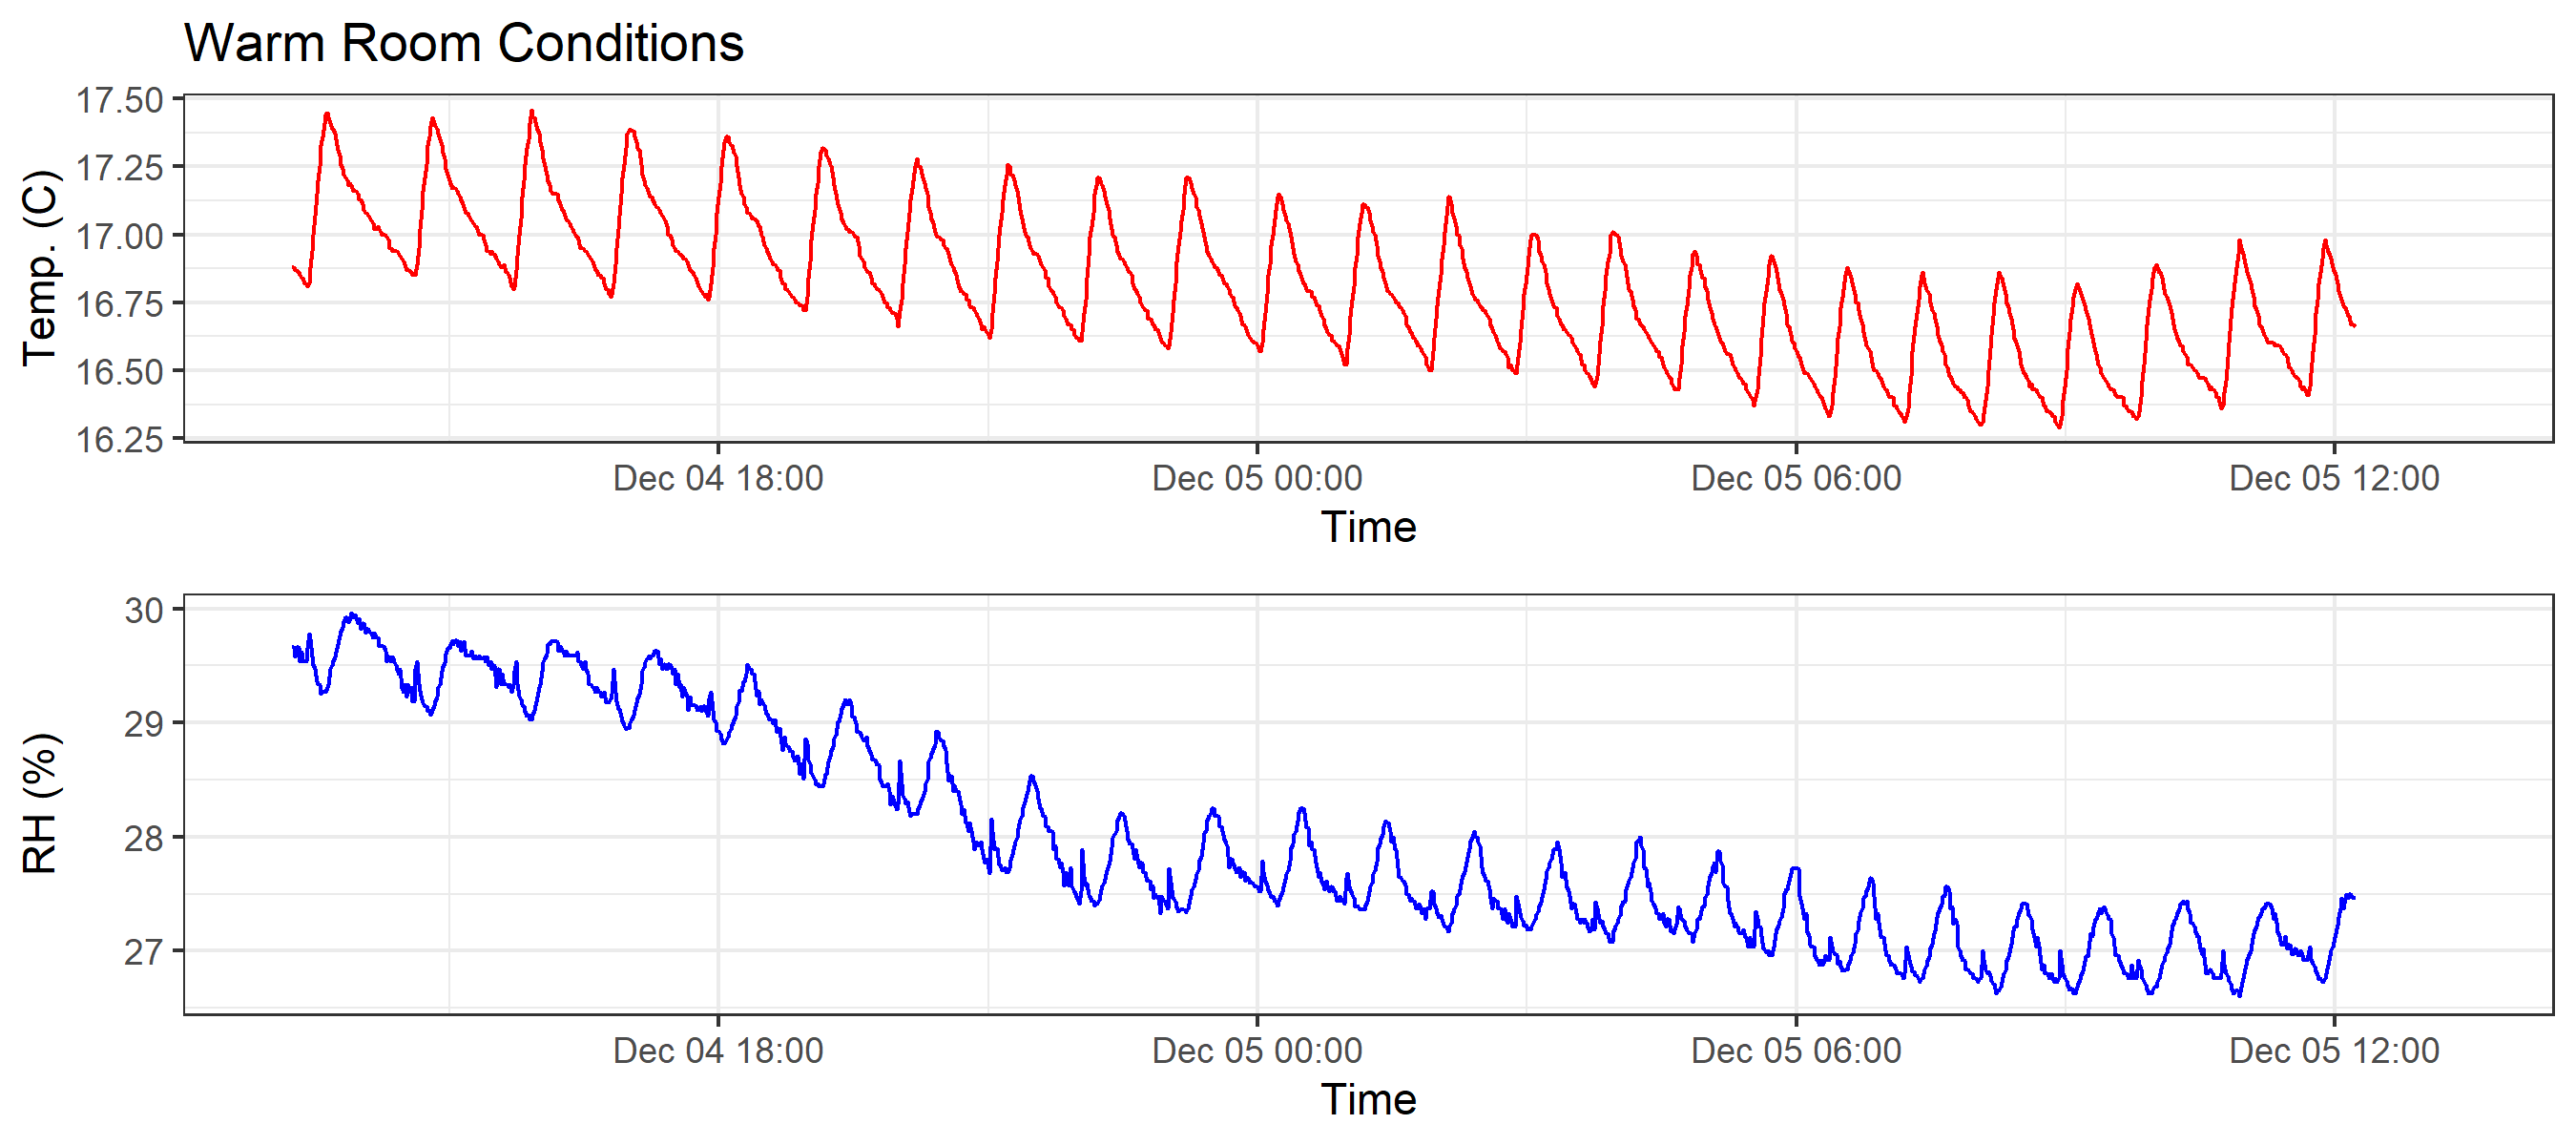 Warm Room Conditions
17.50
17.25
17.00
16.75
16.50
16.25
Temp. (C)
Dec 04 18:00 Dec 05 00:00 Dec 05 06:00 Dec 05 12:00
Time
30
29
28
27
RH (%)
Dec 04 18:00 Dec 05 00:00 Dec 05 06:00 Dec 05 12:00
Time